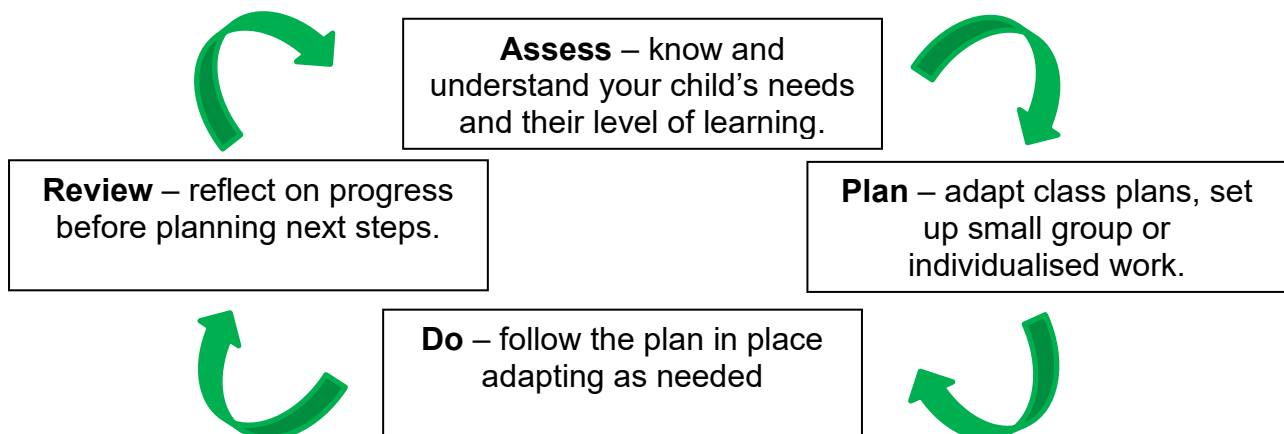 Assess – know and
understand your child’s needs
and their level of learning.
Review – reflect on progress
before planning next steps.
Plan – adapt class plans, set
up small group or
individualised work.
Do – follow the plan in place
adapting as needed